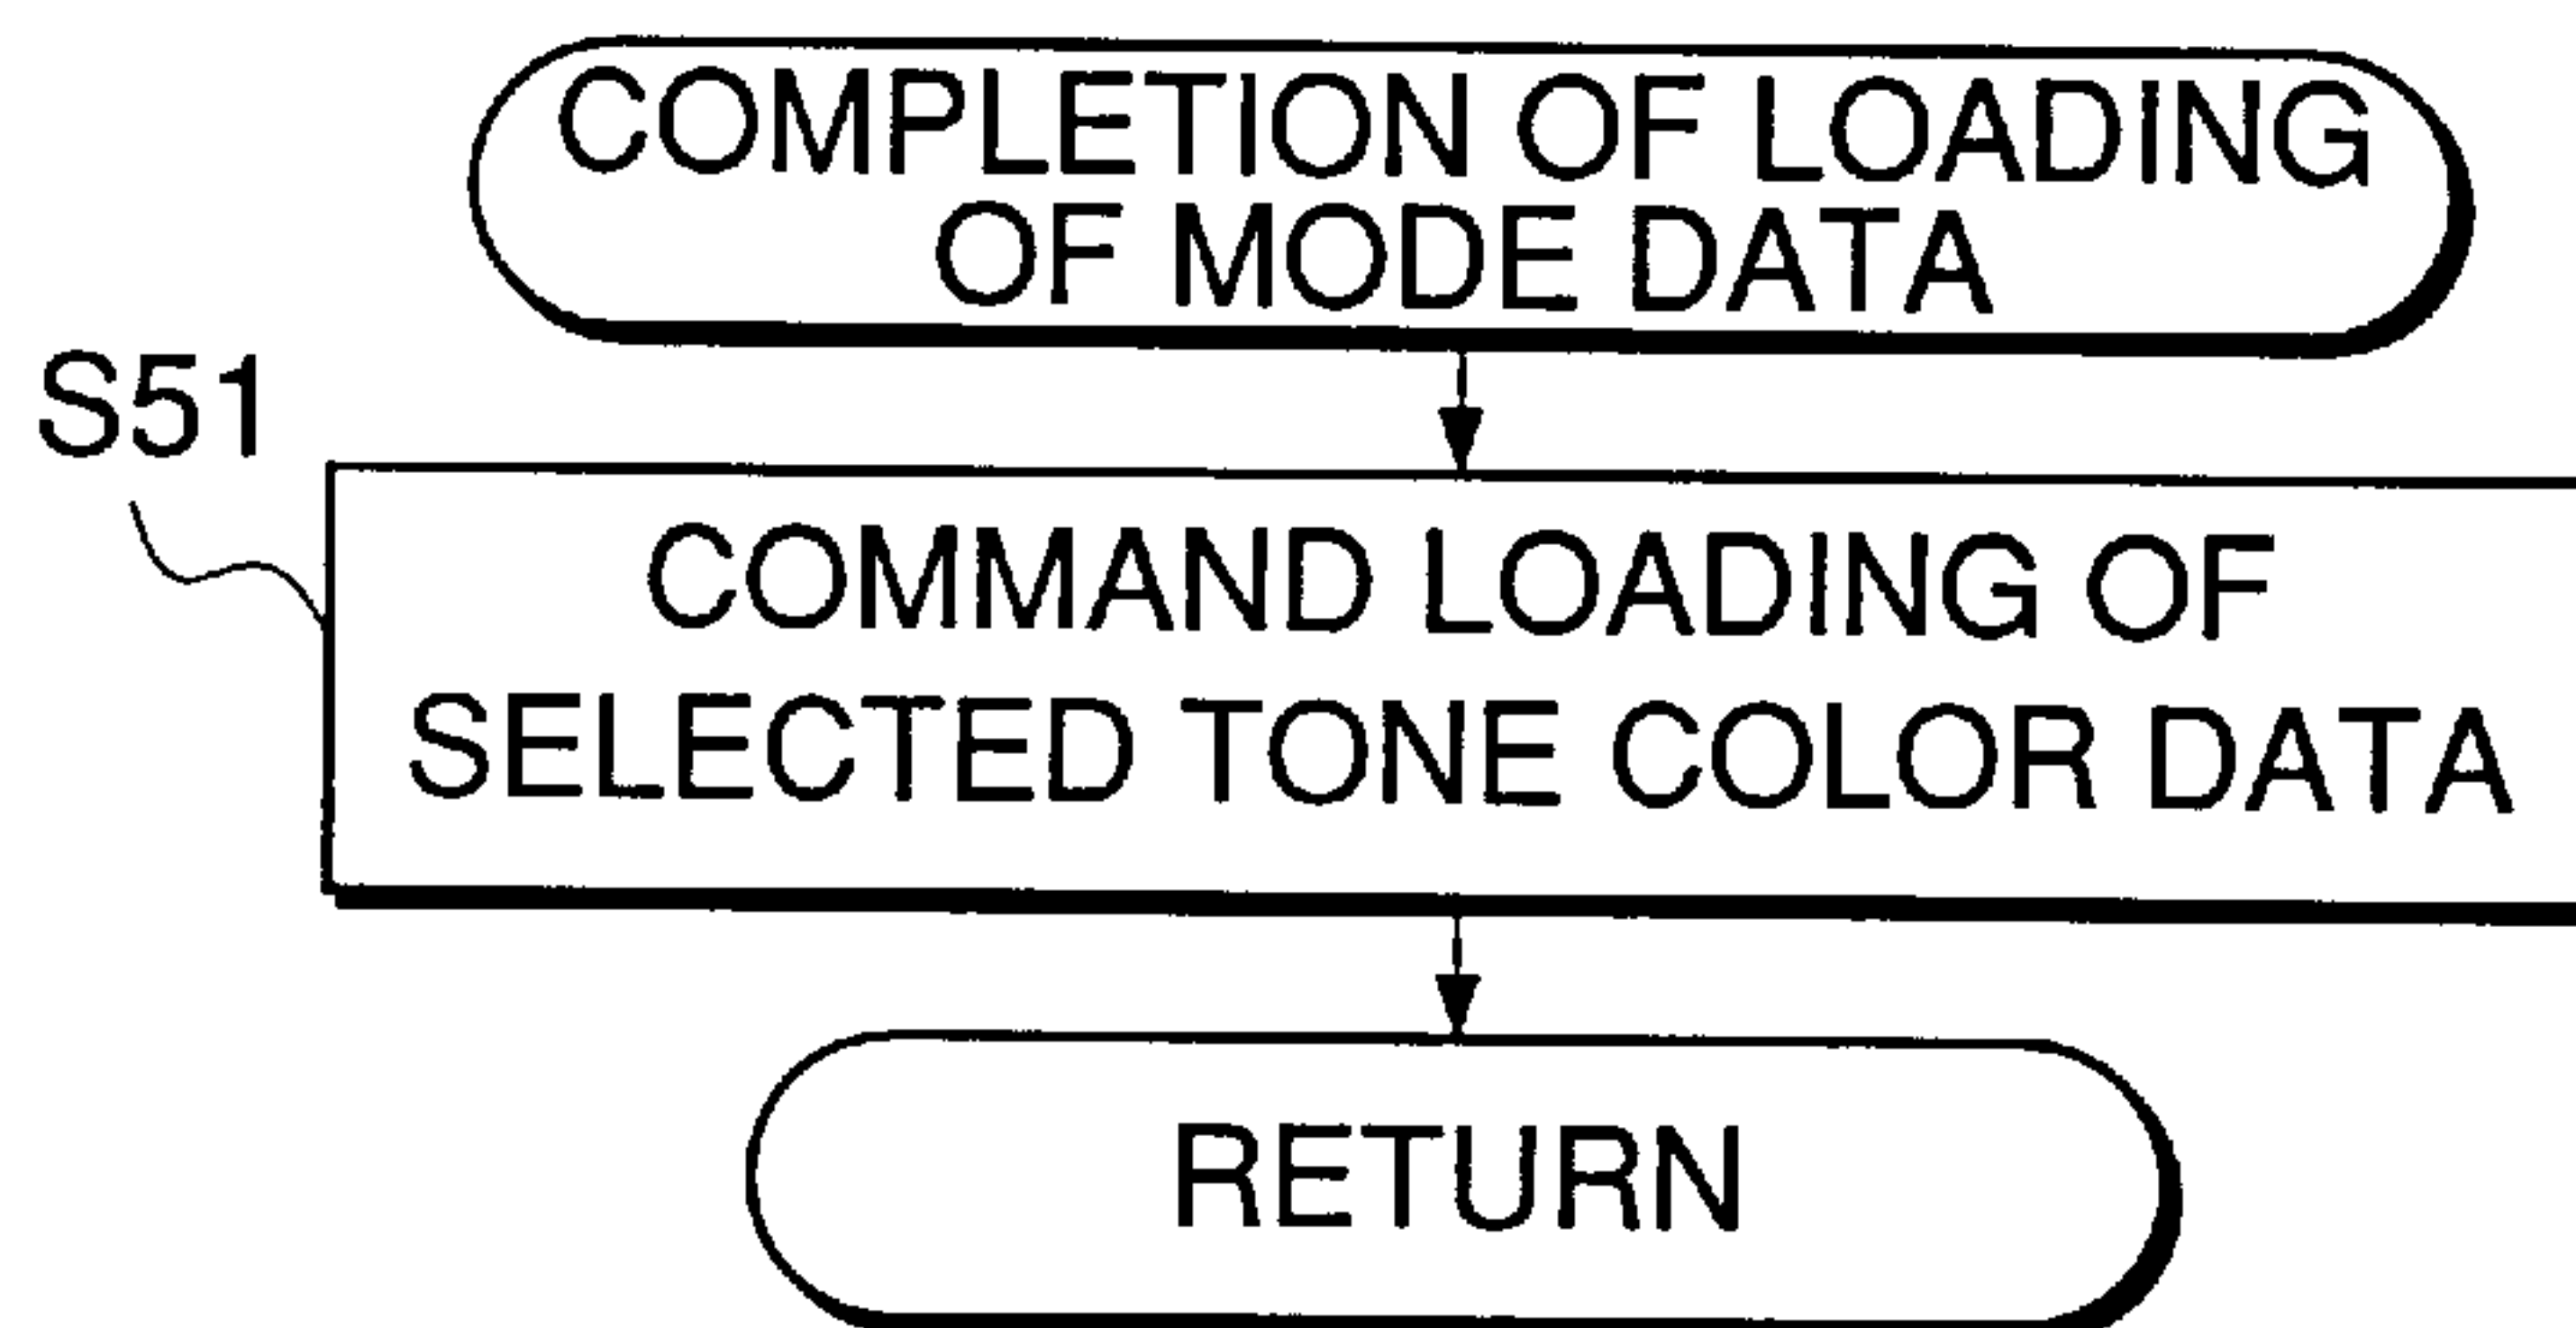 COMPLETION OF LOADING
OF MODE DATA
S51
COMMAND LOADING OF
SELECTED TONE COLOR DATA
RETURN